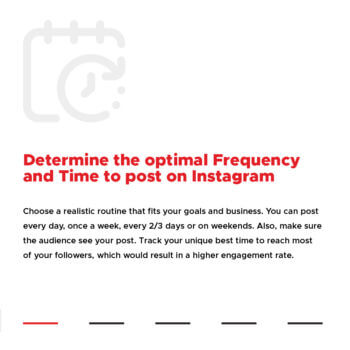 Determine the optimal Frequency
and Time to post on Instagram
Choose a realistic routine that fits your goals and business. You can post
every day, once a week, every 2/3 days or on weekends. Also, make sure
the audience see your post. Track your unique best time to reach most
of your followers, which would result in a higher engagement rate.